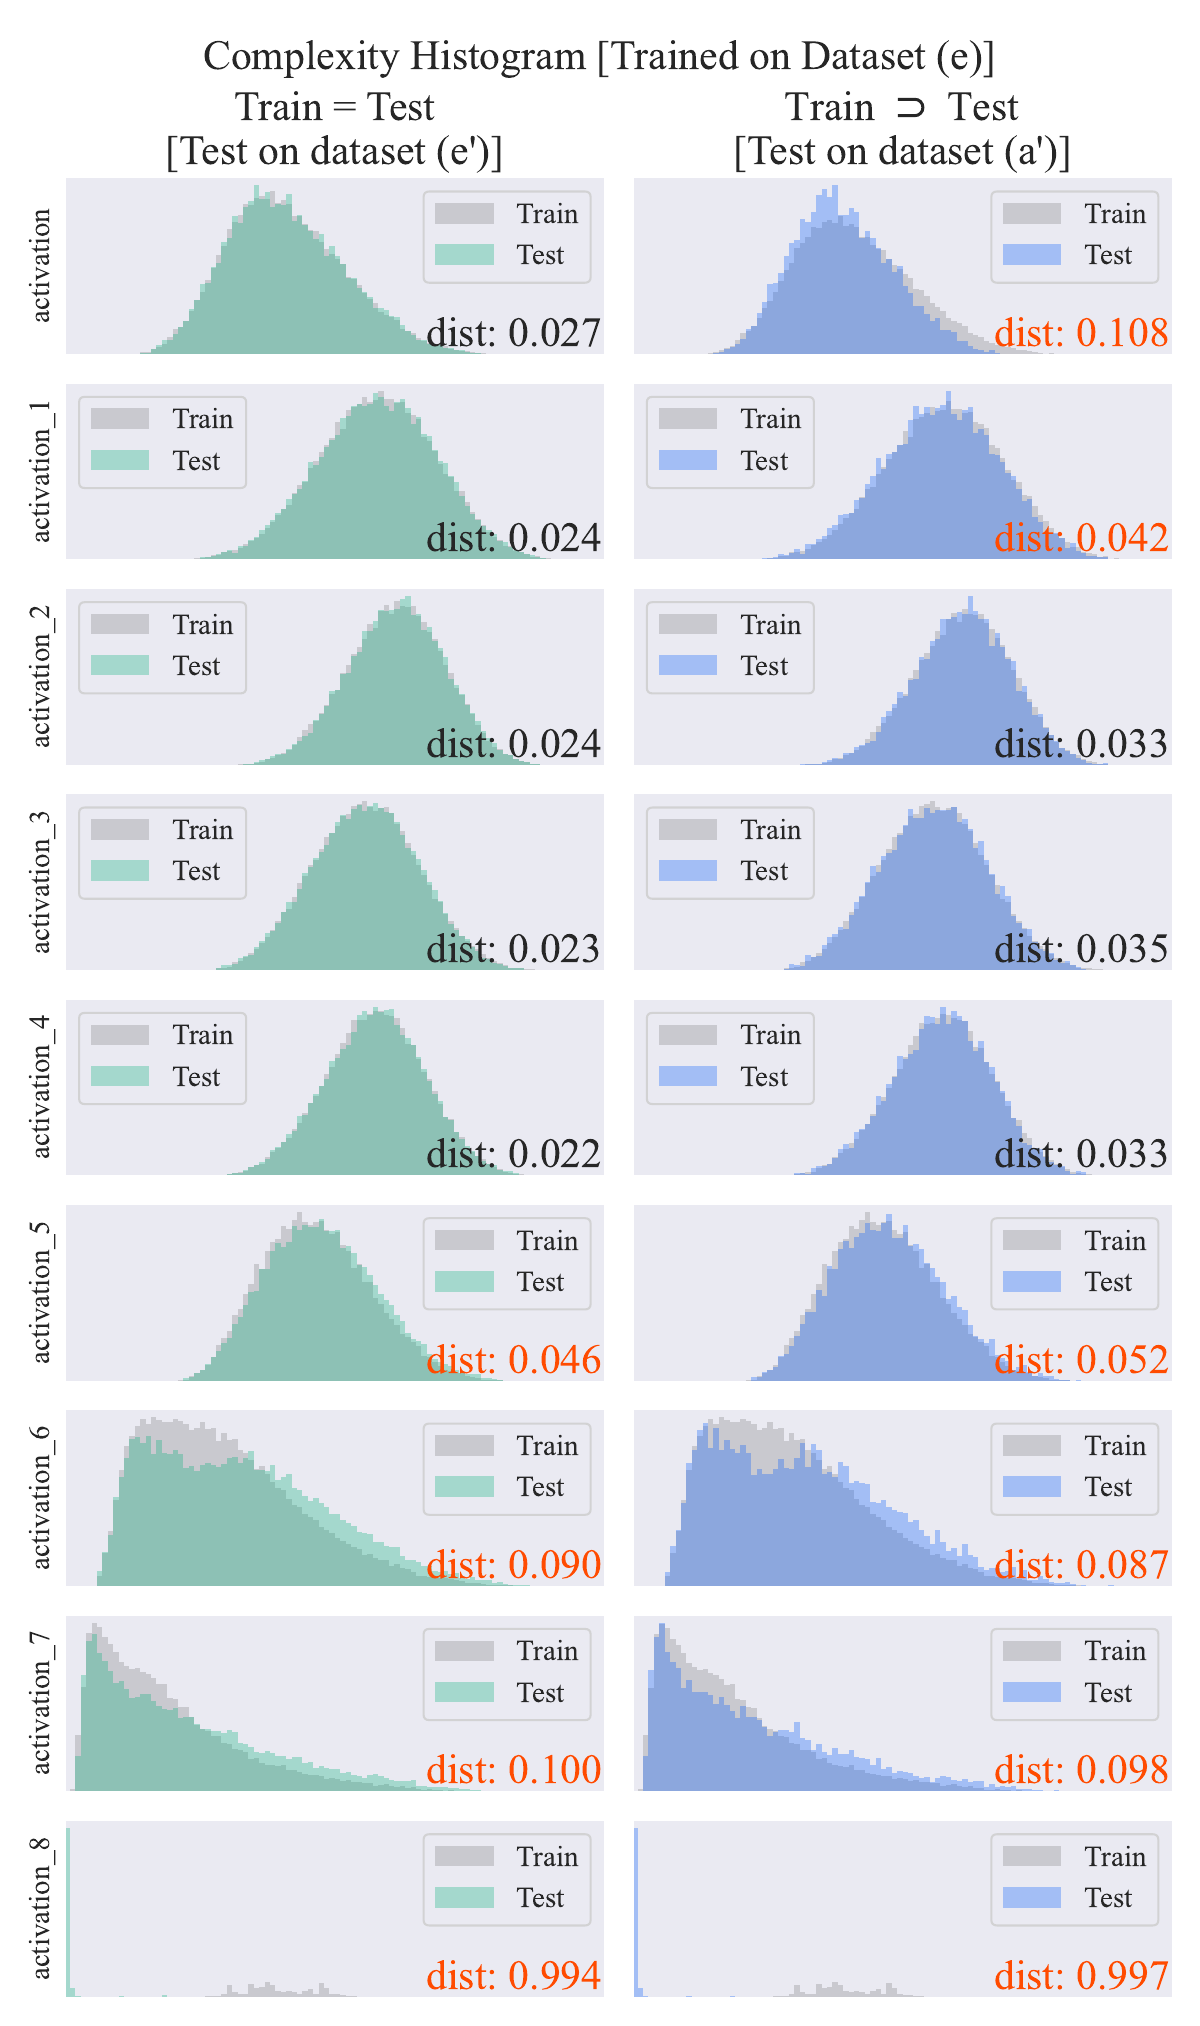 Complexity Histogram [Trained on Dataset (e)]
Train = Test
[Test on dataset (e')]
Train ⊃ Test
[Test on dataset (a')]
activation
Train
Test
dist: 0.027
Train
Test
dist: 0.108
activation_1
Train
Test
dist: 0.024
Train
Test
dist: 0.042
activation_2
Train
Test
dist: 0.024
Train
Test
dist: 0.033
activation_3
Train
Test
dist: 0.023
Train
Test
dist: 0.035
activation_4
Train
Test
dist: 0.022
Train
Test
dist: 0.033
activation_5
Train
Test
dist: 0.046
Train
Test
dist: 0.052
activation_6
Train
Test
dist: 0.090
Train
Test
dist: 0.087
activation_7
Train
Test
dist: 0.100
Train
Test
dist: 0.098
activation_8
Train
Test
dist: 0.994
Train
Test
dist: 0.997